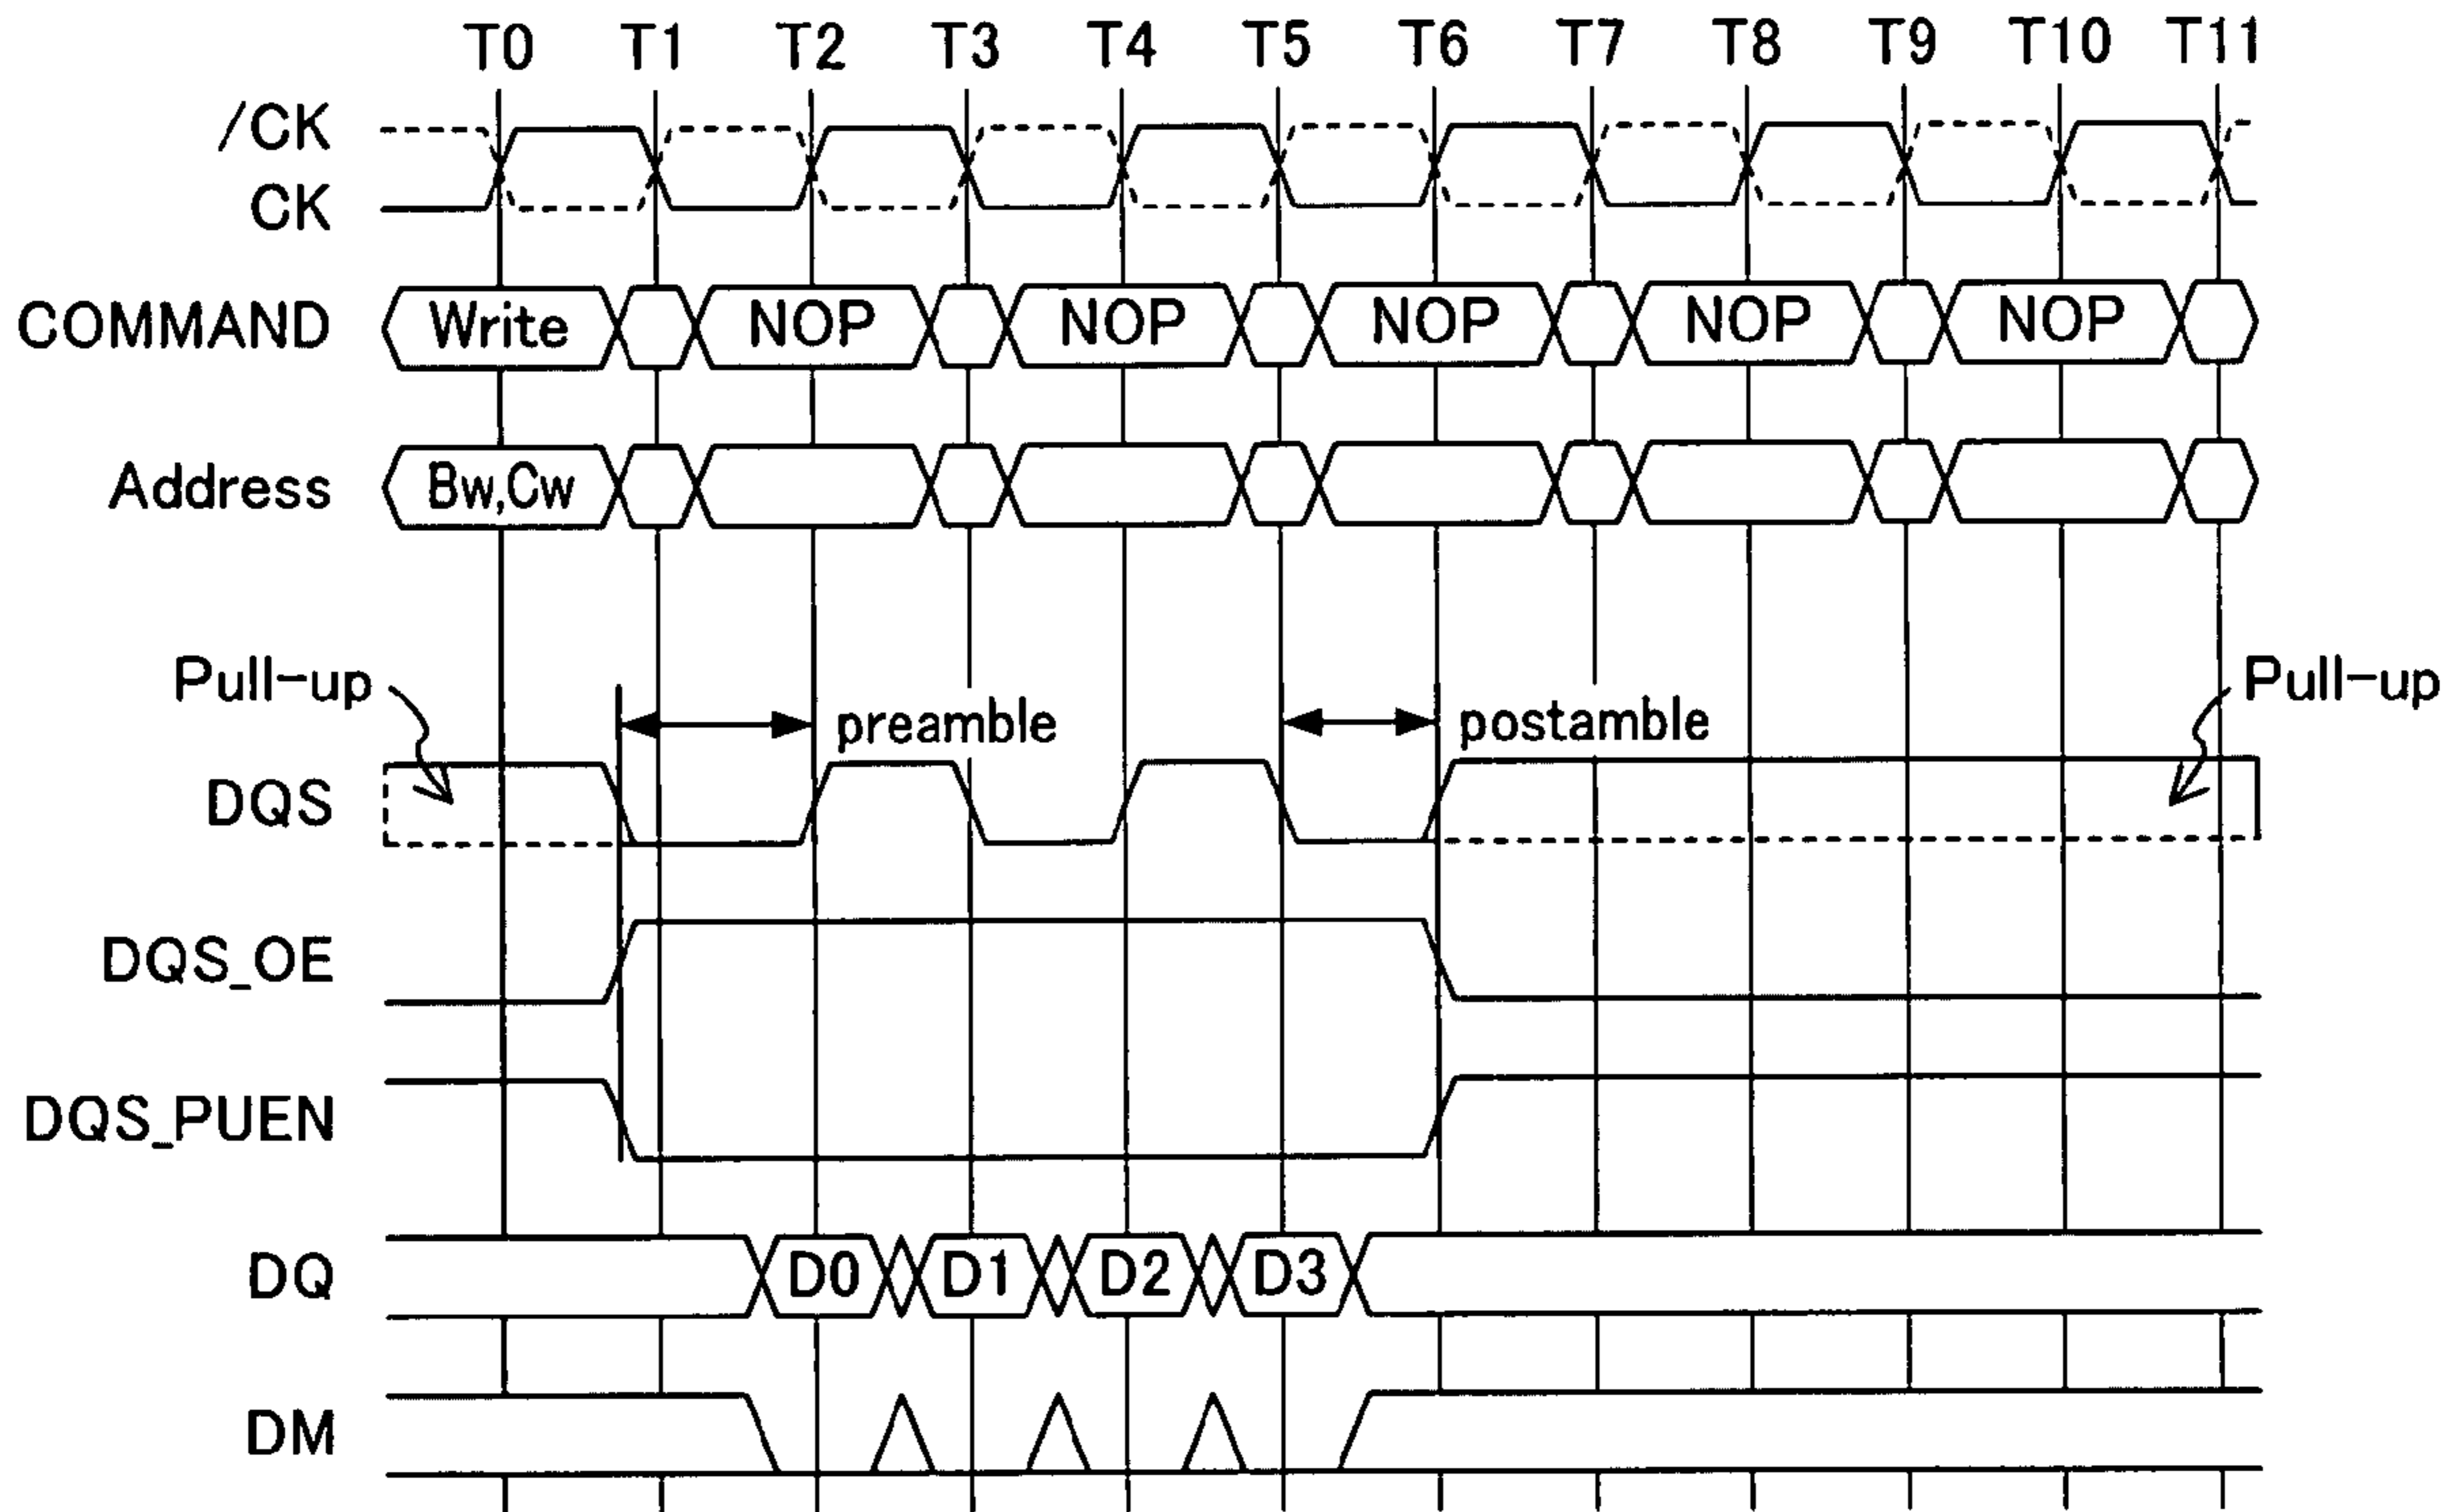 T0 T1 T2 T3 T4 T5 T6 T7 T8 T9 T10 T11
/CK
CK
COMMAND Write NOP NOP NOP NOP NOP
Address Bw,Cw
Pull-up Pull-up
preamble postamble
DQS
DQS_OE
DQS_PUEN
DQ D0 D1 D2 D3
DM